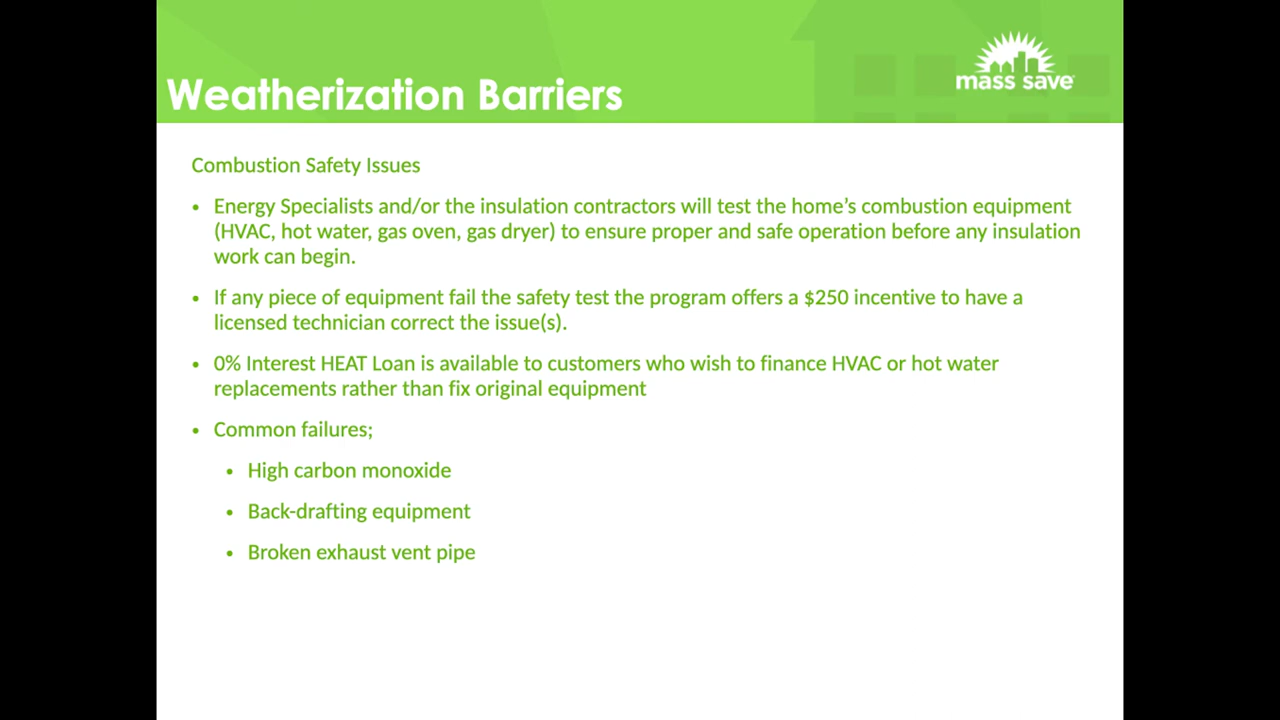 Weatherization Barriers
mass save
Combustion Safety Issues
• Energy Specialists and/or the insulation contractors will test the home’s combustion equipment
(HVAC, hot water, gas oven, gas dryer) to ensure proper and safe operation before any insulation
work can begin.
• If any piece of equipment fail the safety test the program offers a $250 incentive to have a
licensed technician correct the issue(s).
• 0% Interest HEAT Loan is available to customers who wish to finance HVAC or hot water
replacements rather than fix original equipment
• Common failures;
• High carbon monoxide
• Back-drafting equipment
• Broken exhaust vent pipe